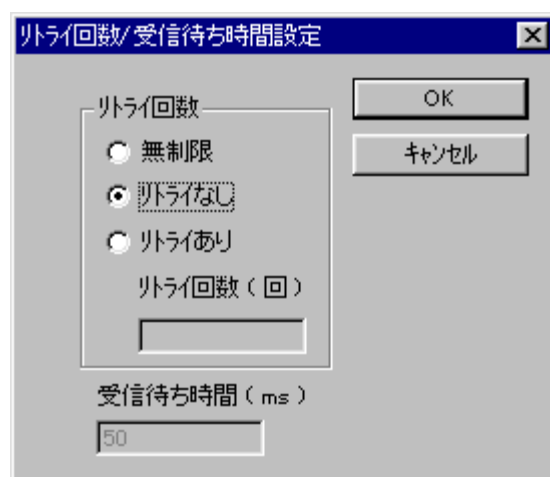 リトライ回数/受信待ち時間設定
リトライ回数
無制限
リトライなし
リトライあり
リトライ回数(回)
受信待ち時間(ms)
50
OK
キャンセル